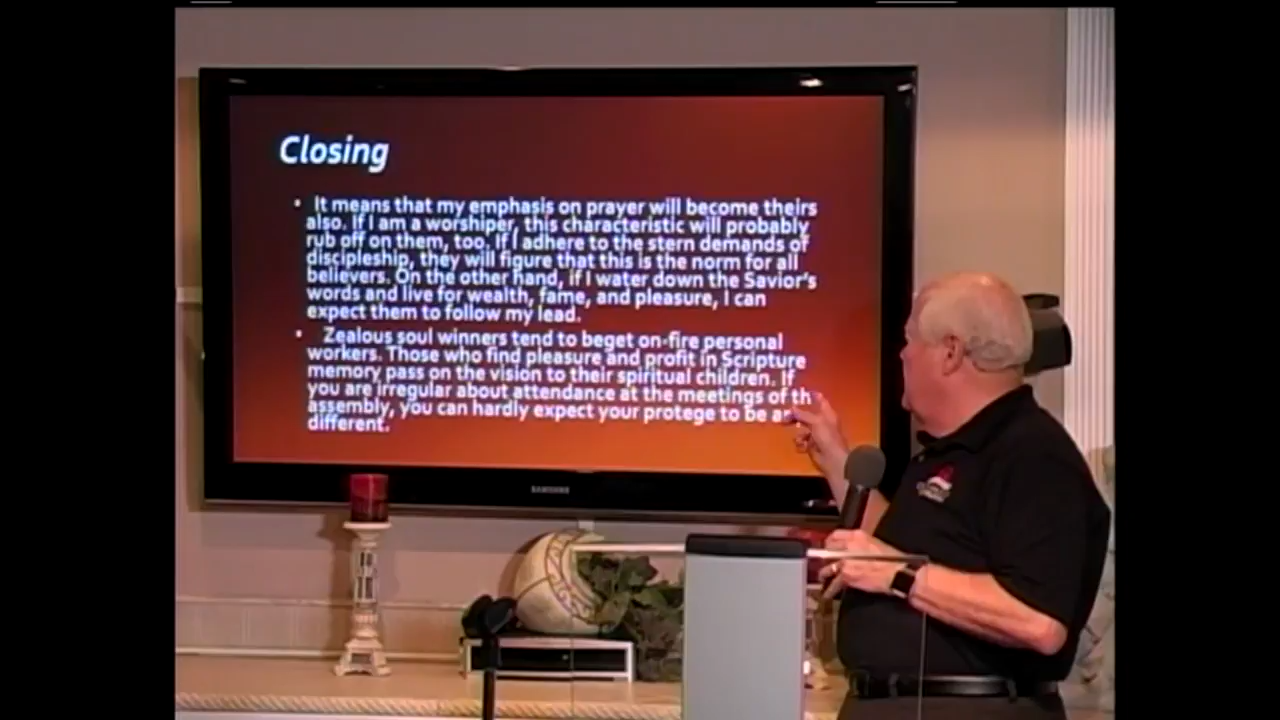 Closing
• It means that my emphasis on prayer will become theirs
also. If I am a worshiper, this characteristic will probably
rub off on them, too. If I adhere to the stern demands of
discipleship, they will figure that this is the norm for all
believers. On the other hand, if I water down the Savior's
words and live for wealth, fame, and pleasure, I can
expect them to follow my lead.
• Zealous soul winners tend to beget on-fire personal
workers. Those who find pleasure and profit in Scripture
memory pass on the vision to their spiritual children. If
you are irregular about attendance at the meetings of th
assembly, you can hardly expect your protege to be a
different.
SAMSUNG